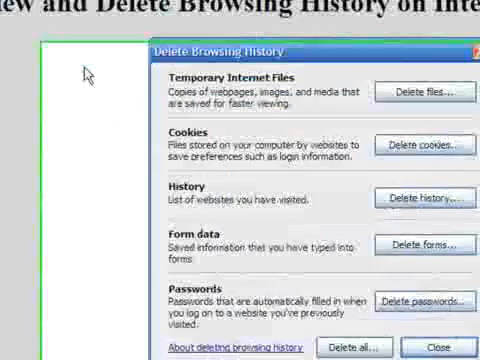 and Delete Browsing History on
Delete Browsing History
Temporary Internet Files
Copies of webpages, images, and media that
are saved for faster viewing.
Delete files...
Cookies
Files stored on your computer by websites to
save preferences such as login information.
Delete cookies...
History
List of websites you have visited.
Delete history...
Form data
Saved information that you have typed into
forms.
Delete forms...
Passwords
Passwords that are automatically filled in when
you log on to a website you've previously
visited.
Delete passwords...
About deleting browsing history
Delete all...
Close